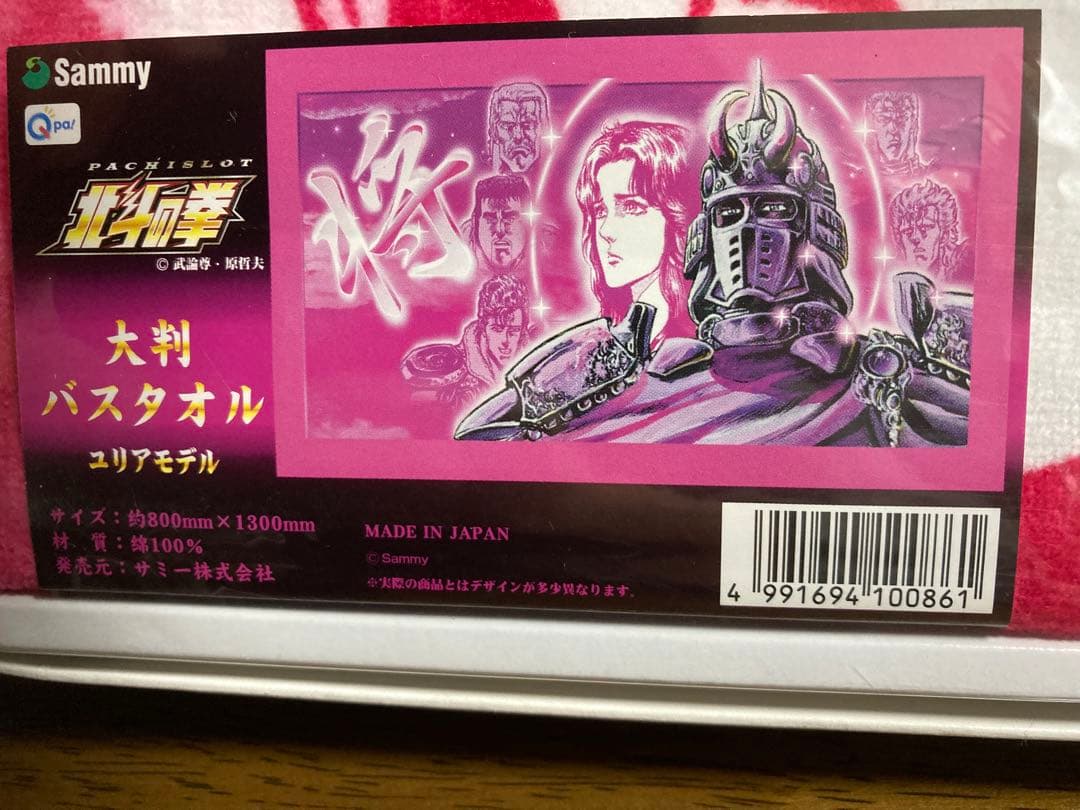 Sammy
Qpa!
PACHISLOT
北斗の拳
© 武論尊・原哲夫
大判
バスタオル
ユリアモデル
将
サイズ：約800mm×1300mm
材　質：綿100%
発売元：サミー株式会社
MADE IN JAPAN
© Sammy
※実際の商品とはデザインが多少異なります。
4 991694 100861